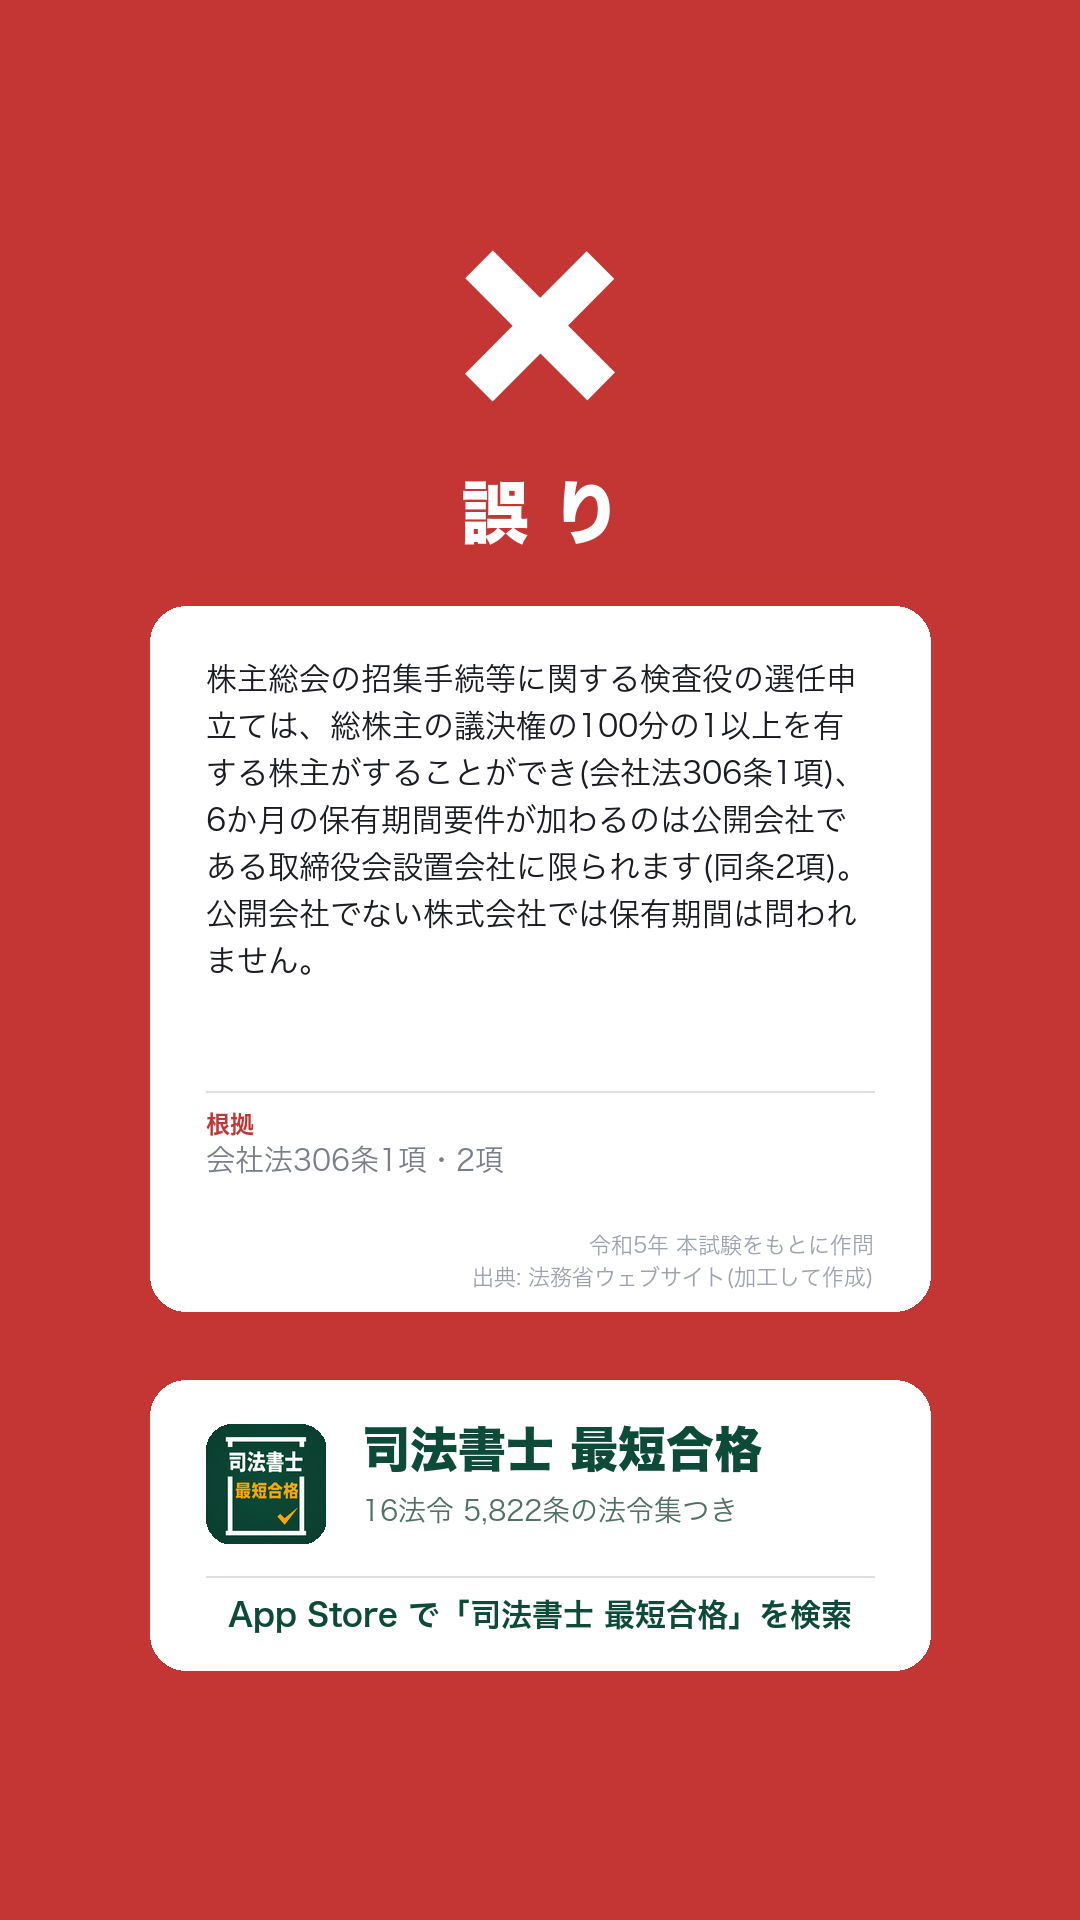 誤り
株主総会の招集手続等に関する検査役の選任申
立ては、総株主の議決権の100分の1以上を有
する株主がすることができ(会社法306条1項)、
6か月の保有期間要件が加わるのは公開会社で
ある取締役会設置会社に限られます(同条2項)。
公開会社でない株式会社では保有期間は問われ
ません。
根拠
会社法306条1項・2項
令和5年 本試験をもとに作問
出典: 法務省ウェブサイト(加工して作成)
司法書士
最短合格
司法書士 最短合格
16法令 5,822条の法令集つき
App Store で「司法書士 最短合格」を検索